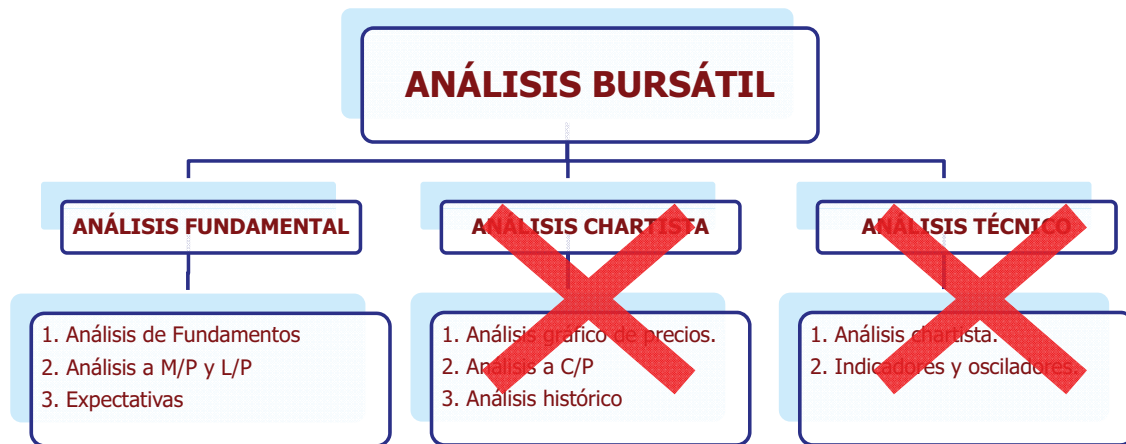 ANÁLISIS BURSÁTIL
ANÁLISIS FUNDAMENTAL
ANÁLISIS CHARTISTA
ANÁLISIS TÉCNICO
1. Análisis de Fundamentos
2. Análisis a M/P y L/P
3. Expectativas
1. Análisis gráfico de precios.
2. Análisis a C/P
3. Análisis histórico
1. Análisis chartista.
2. Indicadores y osciladores.